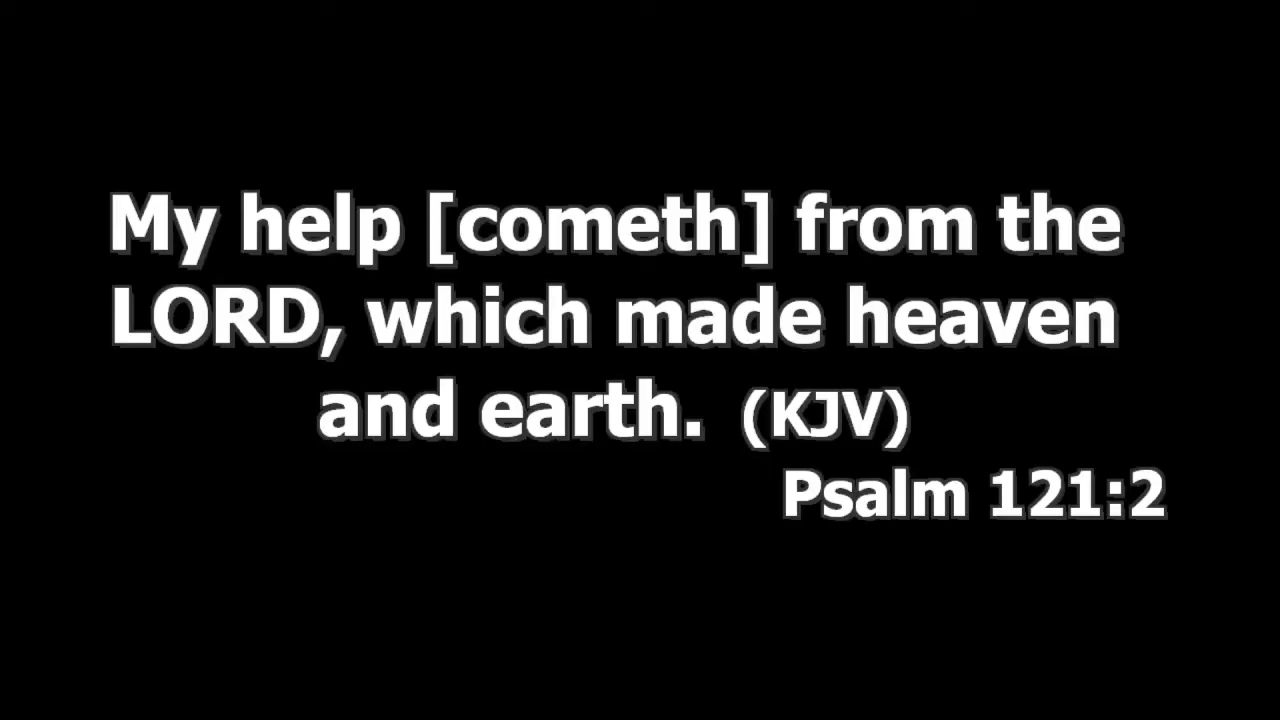 My help [cometh] from the
LORD, which made heaven
and earth. (KJV)
Psalm 121:2